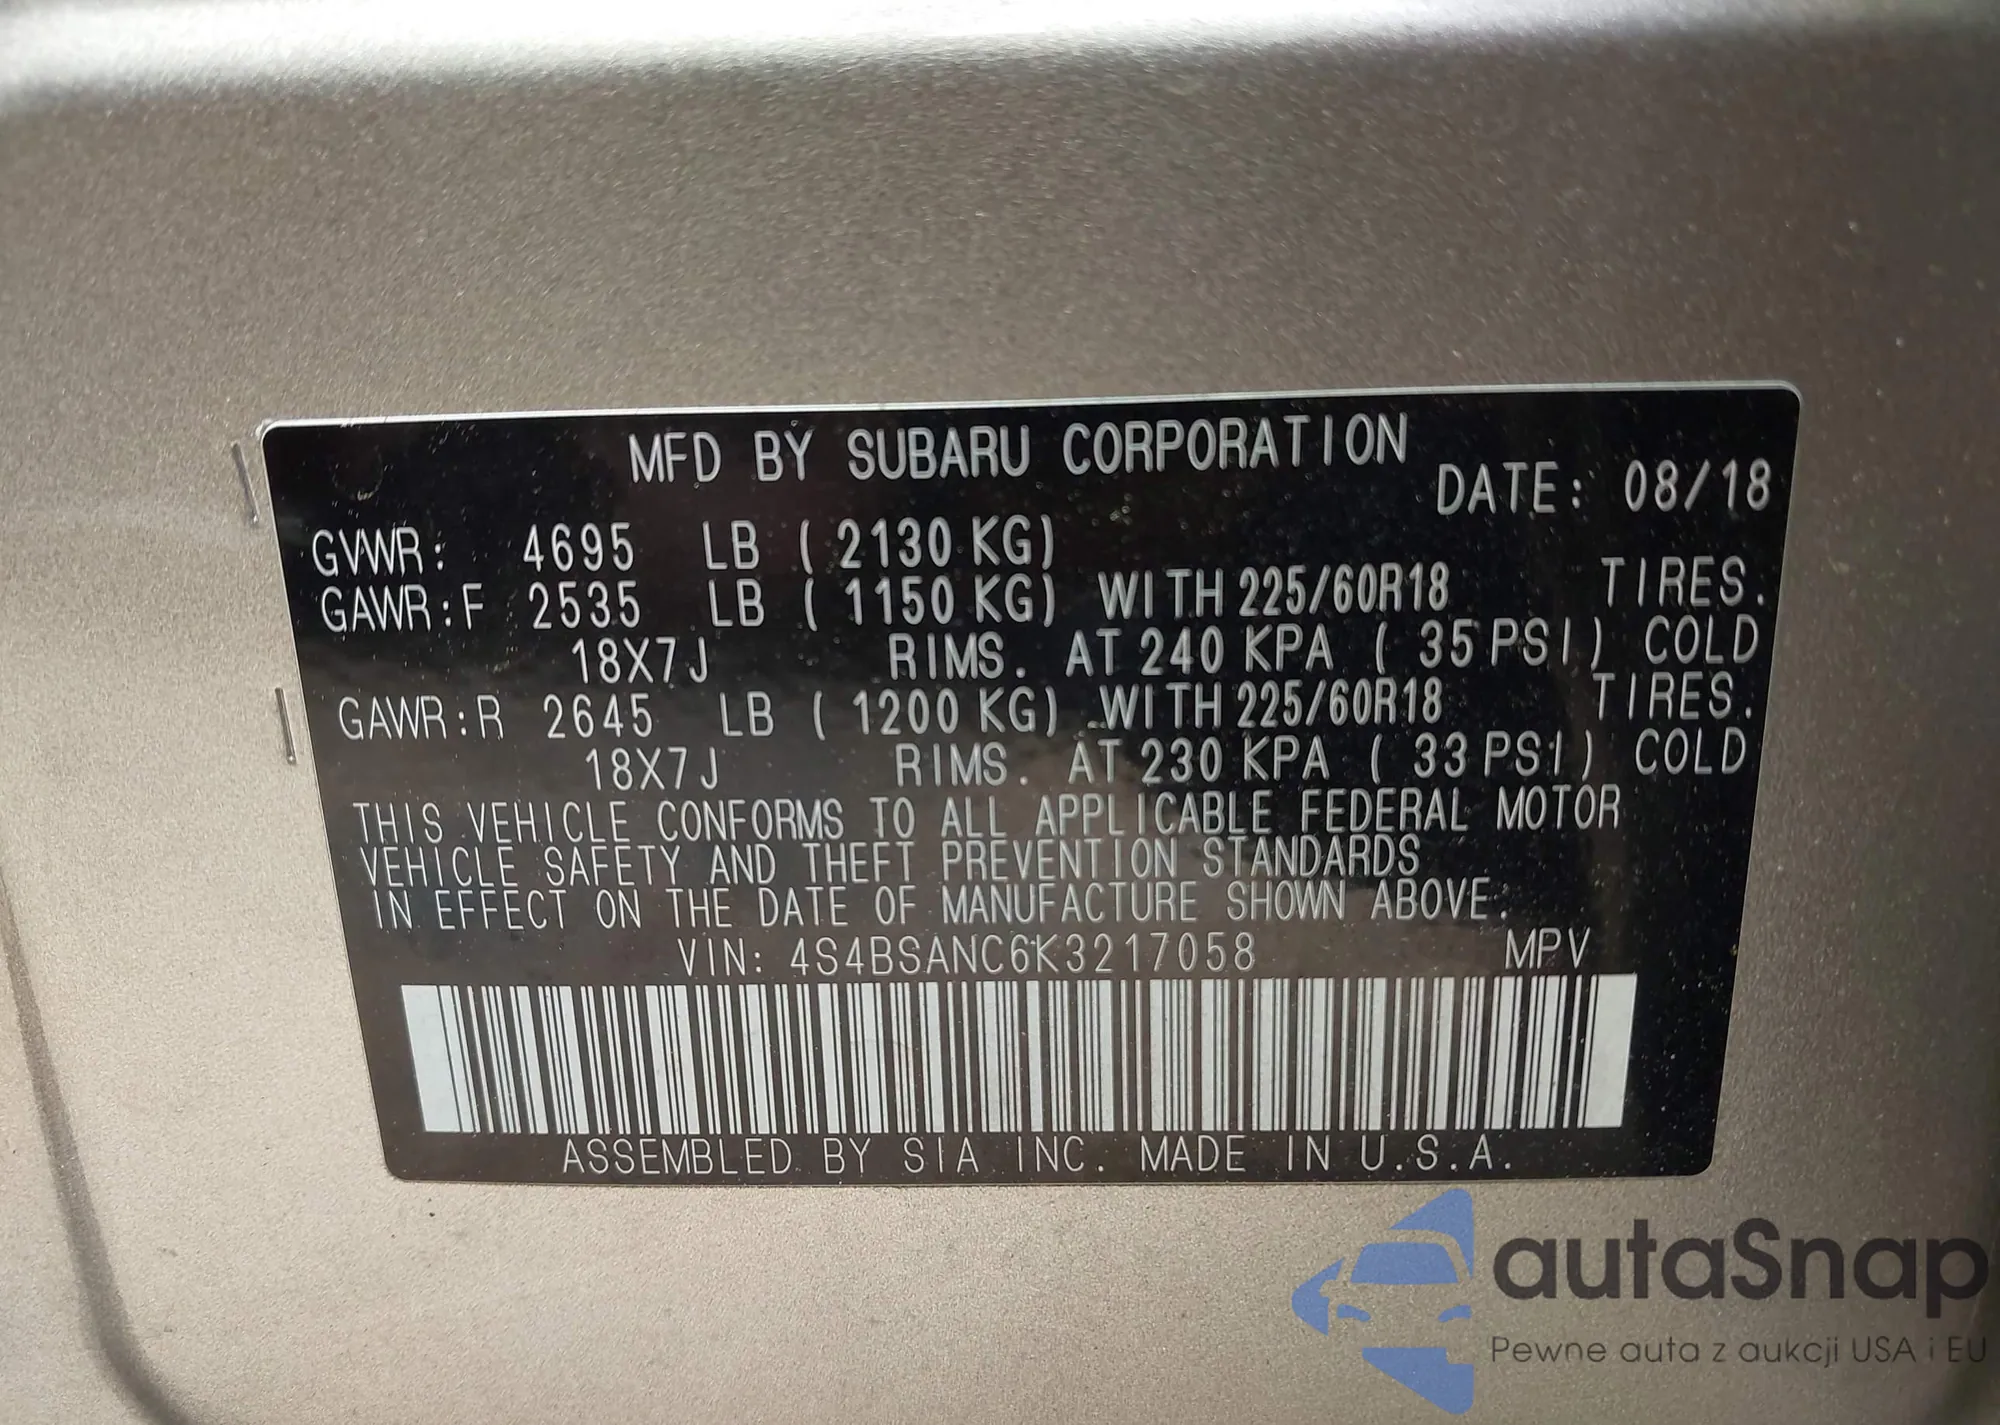 MFD BY SUBARU CORPORATION
DATE: 08/18
GVWR: 4695 LB ( 2130 KG)
GAWR:F 2535 LB ( 1150 KG) WITH 225/60R18 TIRES.
18X7J RIMS. AT 240 KPA ( 35 PSI) COLD
GAWR:R 2645 LB ( 1200 KG) WITH 225/60R18 TIRES.
18X7J RIMS. AT 230 KPA ( 33 PSI) COLD
THIS VEHICLE CONFORMS TO ALL APPLICABLE FEDERAL MOTOR
VEHICLE SAFETY AND THEFT PREVENTION STANDARDS
IN EFFECT ON THE DATE OF MANUFACTURE SHOWN ABOVE.
VIN: 4S4BSANC6K3217058 MPV
ASSEMBLED BY SIA INC. MADE IN U.S.A.
autaSnap
Pewne auta z aukcji USA i EU